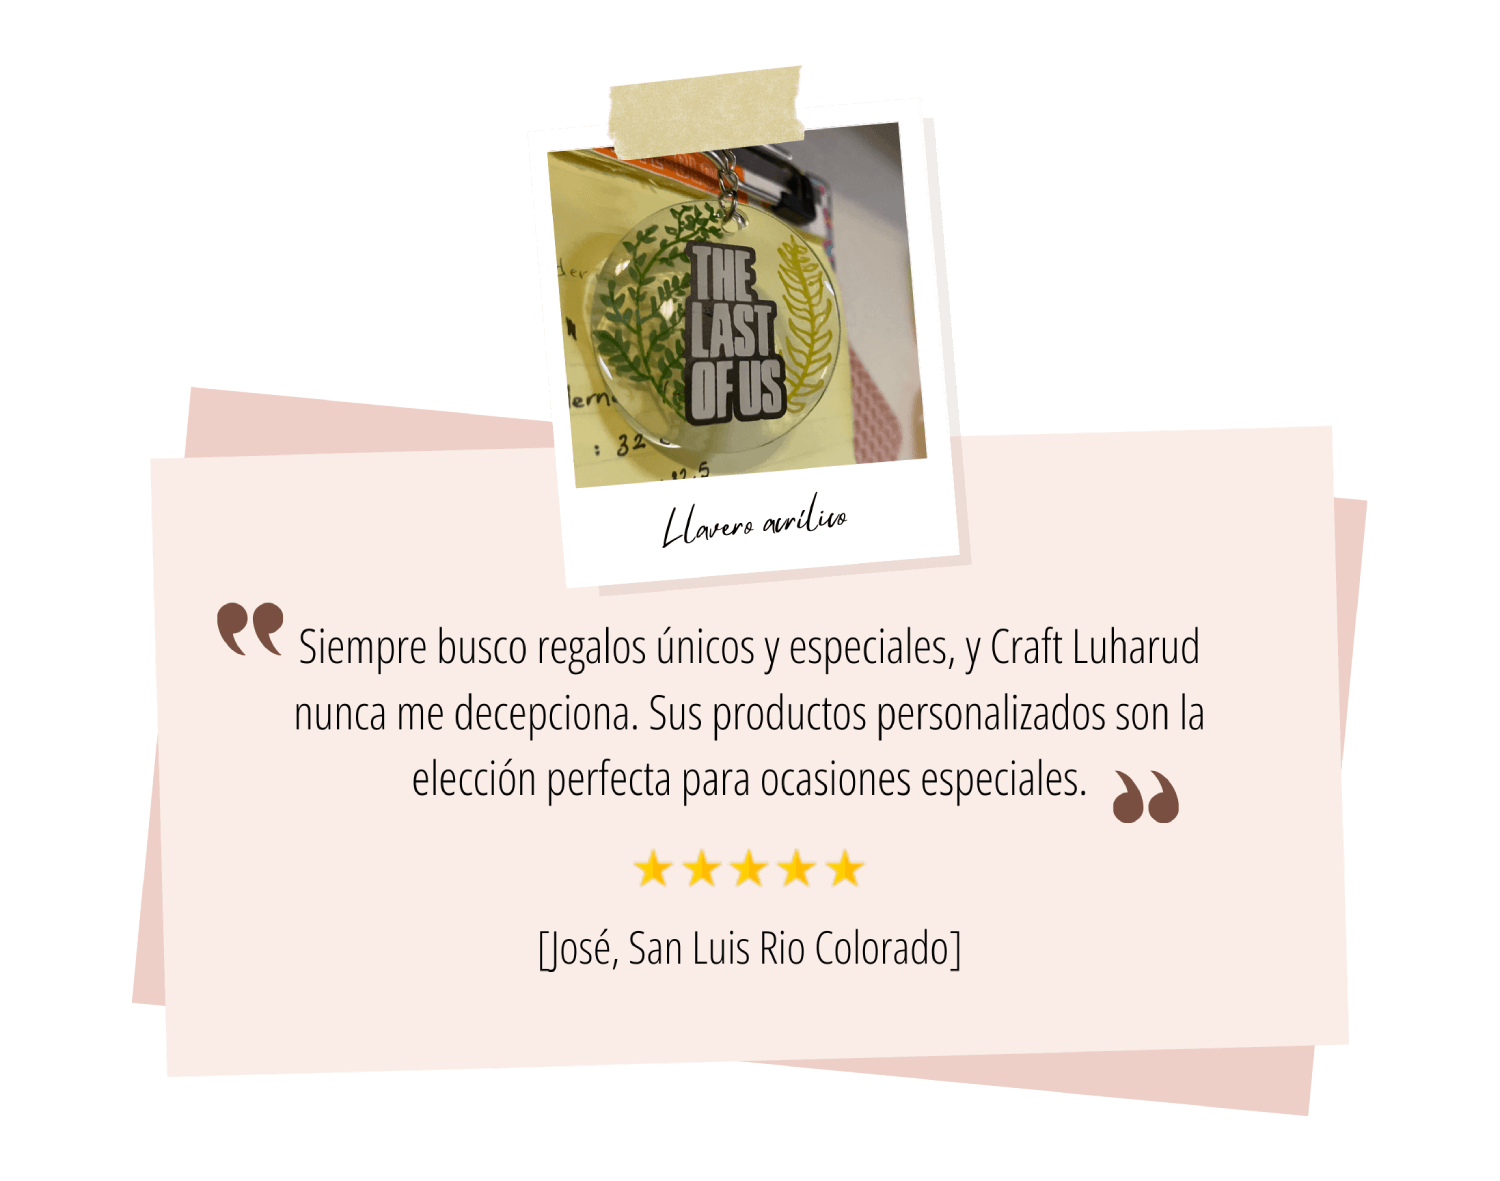 THE
LAST
OF US
: 32
Llavero acrílico
Siempre busco regalos únicos y especiales, y Craft Luharud
nunca me decepciona. Sus productos personalizados son la
elección perfecta para ocasiones especiales.
[José, San Luis Rio Colorado]